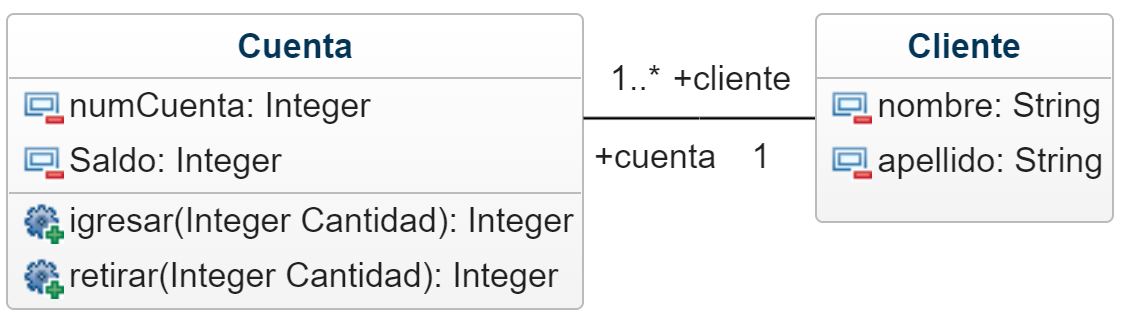 Cuenta
numCuenta: Integer
Saldo: Integer
igresar(Integer Cantidad): Integer
retirar(Integer Cantidad): Integer
1..* +cliente
+cuenta 1
Cliente
nombre: String
apellido: String